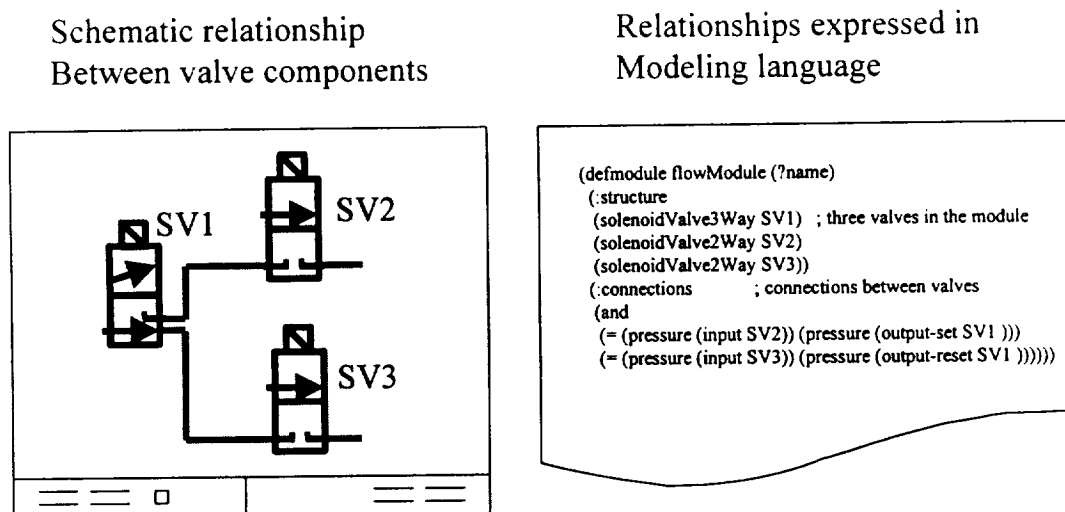 Schematic relationship
Between valve components
SV1
SV2
SV3
Relationships expressed in
Modeling language
(defmodule flowModule (?name)
(:structure
(solenoidValve3Way SV1) ; three valves in the module
(solenoidValve2Way SV2)
(solenoidValve2Way SV3))
(:connections ; connections between valves
(and
(= (pressure (input SV2)) (pressure (output-set SV1 )))
(= (pressure (input SV3)) (pressure (output-reset SV1 ))))))